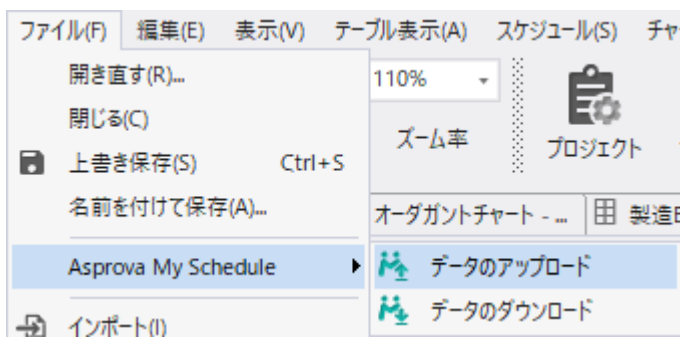 ファイル(F) 編集(E) 表示(V) テーブル表示(A) スケジュール(S) チャ
開き直す(R)...
110%
閉じる(C)
ズーム率
プロジェクト
上書き保存(S) Ctrl+S
名前を付けて保存(A)...
オーダガントチャート - ...
製造
Asprova My Schedule
データのアップロード
データのダウンロード
インポート(I)